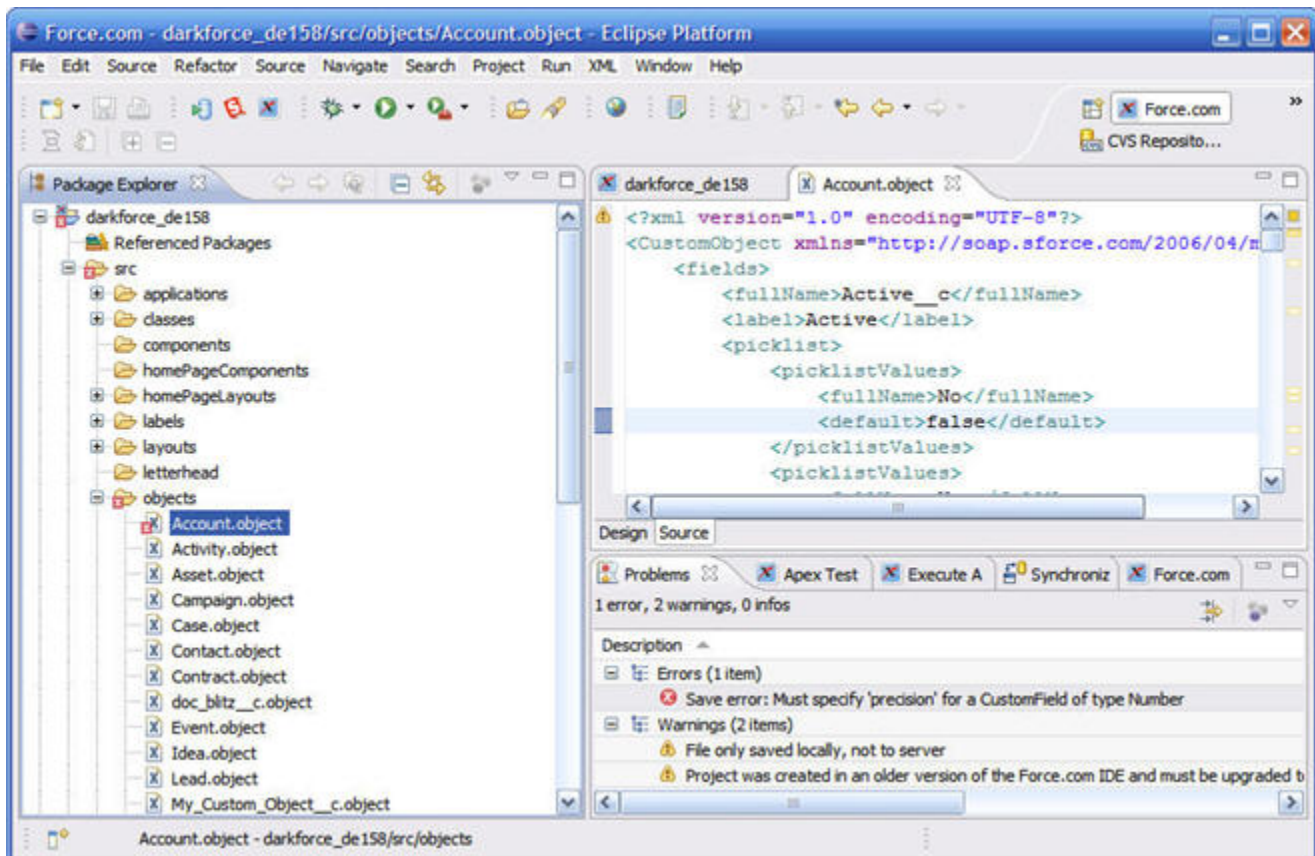 Force.com - darkforce_de158/src/objects/Account.object - Eclipse Platform
File Edit Source Refactor Source Navigate Search Project Run XML Window Help
Force.com
CVS Reposito...
Package Explorer
darkforce_de158
Referenced Packages
src
applications
classes
components
homePageComponents
homePageLayouts
labels
layouts
letterhead
objects
Account.object
Activity.object
Asset.object
Campaign.object
Case.object
Contact.object
Contract.object
doc_blitz__c.object
Event.object
Idea.object
Lead.object
My_Custom_Object__c.object
darkforce_de158 Account.object
<?xml version="1.0" encoding="UTF-8"?>
<CustomObject xmlns="http://soap.sforce.com/2006/04/m
<fields>
<fullName>Active__c</fullName>
<label>Active</label>
<picklist>
<picklistValues>
<fullName>No</fullName>
<default>false</default>
</picklistValues>
<picklistValues>
Design Source
Problems Apex Test Execute A Synchroniz Force.com
1 error, 2 warnings, 0 infos
Description
Errors (1 item)
Save error: Must specify 'precision' for a CustomField of type Number
Warnings (2 items)
File only saved locally, not to server
Project was created in an older version of the Force.com IDE and must be upgraded t
Account.object - darkforce_de158/src/objects